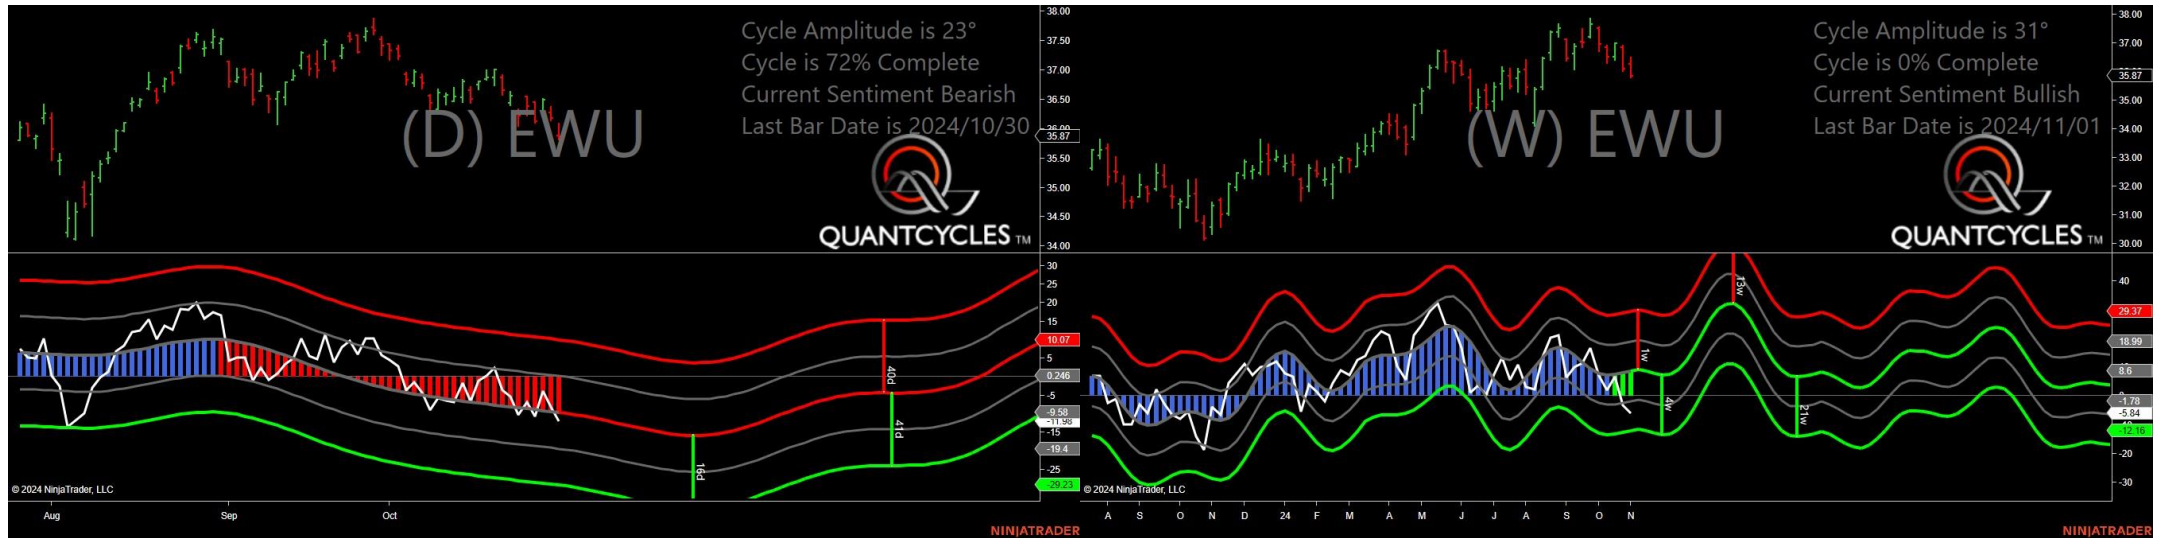 Cycle Amplitude is 23°
Cycle is 72% Complete
Current Sentiment Bearish
Last Bar Date is 2024/10/30
(D) EWU
QUANTCYCLES TM
38.00
37.50
37.00
36.50
35.87
35.50
35.00
34.50
34.00
30
25
20
15
10.07
5
0.246
-5
-9.58
-11.98
-15
-19.4
-25
-29.23
40d
41d
16d
© 2024 NinjaTrader, LLC
Aug Sep Oct
NINJATRADER
Cycle Amplitude is 31°
Cycle is 0% Complete
Current Sentiment Bullish
Last Bar Date is 2024/11/01
(W) EWU
QUANTCYCLES TM
38.00
37.00
35.87
35.00
34.00
33.00
32.00
31.00
30.00
40
29.37
18.99
8.6
-1.78
-5.84
-12.16
-20
-30
13w
1w
4w
21w
© 2024 NinjaTrader, LLC
A S O N D 24 F M A M J J A S O N
NINJATRADER